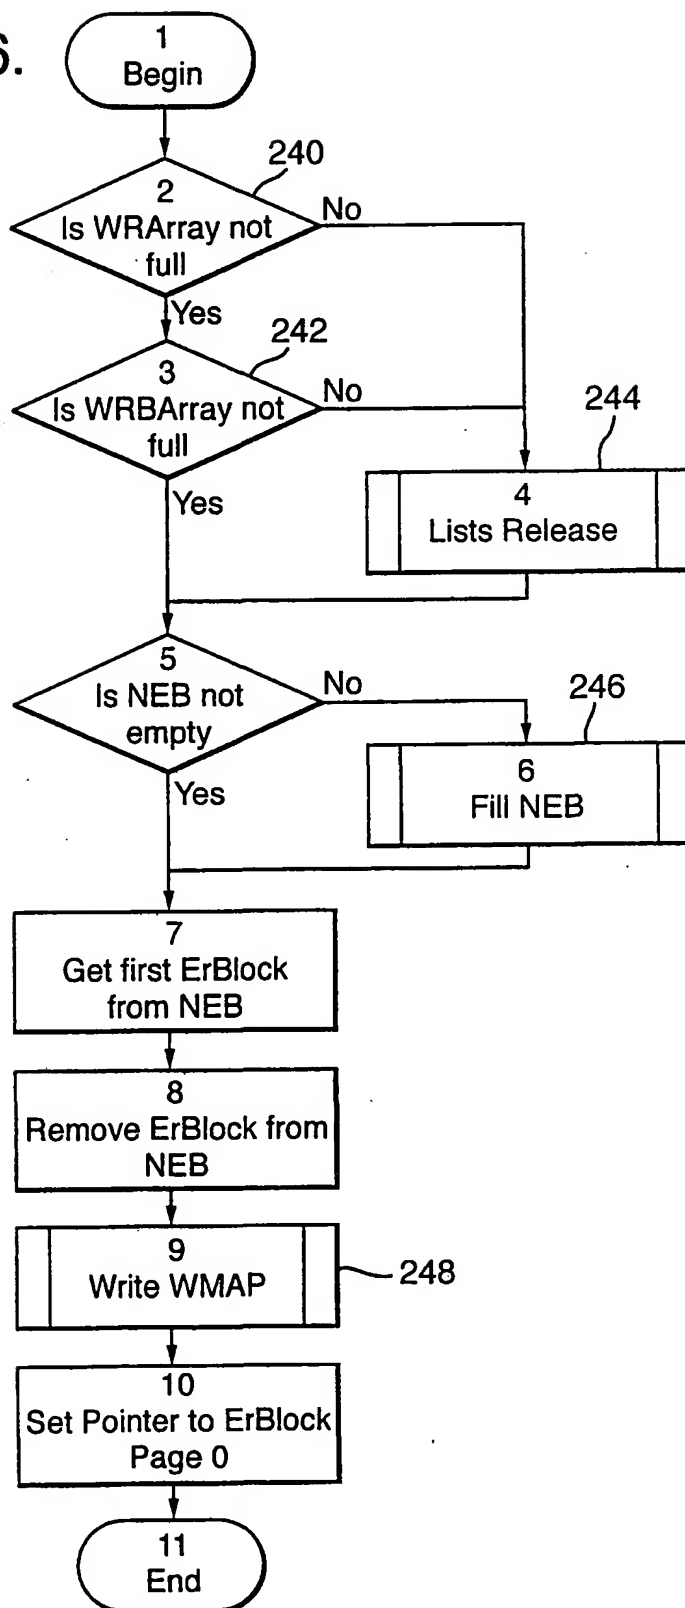 6.
1
Begin
240
2
Is WRArray not
full
No
Yes
242
3
Is WRBArray not
full
No
Yes
244
4
Lists Release
5
Is NEB not
empty
No
Yes
246
6
Fill NEB
7
Get first ErBlock
from NEB
8
Remove ErBlock from
NEB
9
Write WMAP
248
10
Set Pointer to ErBlock
Page 0
11
End